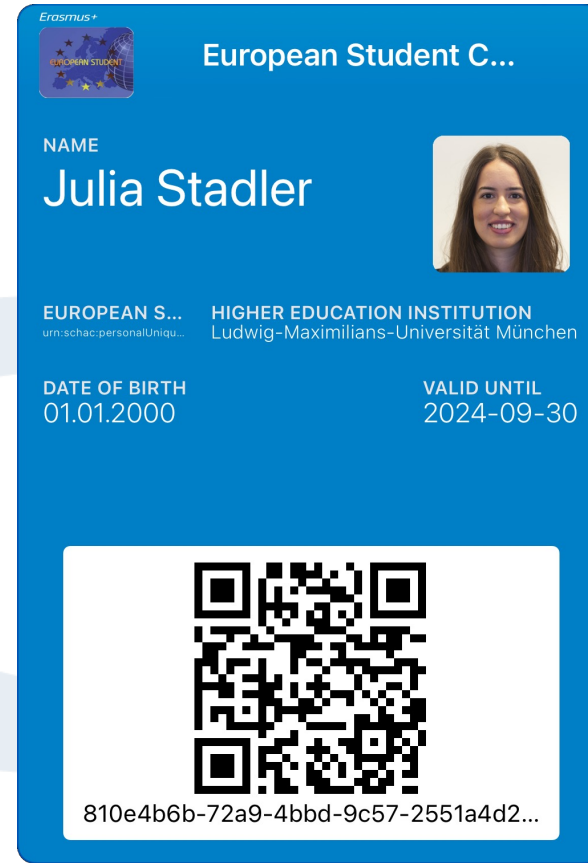 Erasmus+
EUROPEAN STUDENT
European Student C...
NAME
Julia Stadler
EUROPEAN S...
urn:schac:personalUniqu...
HIGHER EDUCATION INSTITUTION
Ludwig-Maximilians-Universität München
DATE OF BIRTH
01.01.2000
VALID UNTIL
2024-09-30
810e4b6b-72a9-4bbd-9c57-2551a4d2...